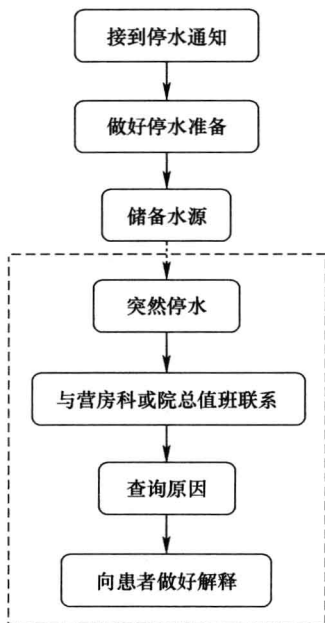 接到停水通知
做好停水准备
储备水源
突然停水
与营房科或院总值班联系
查询原因
向患者做好解释